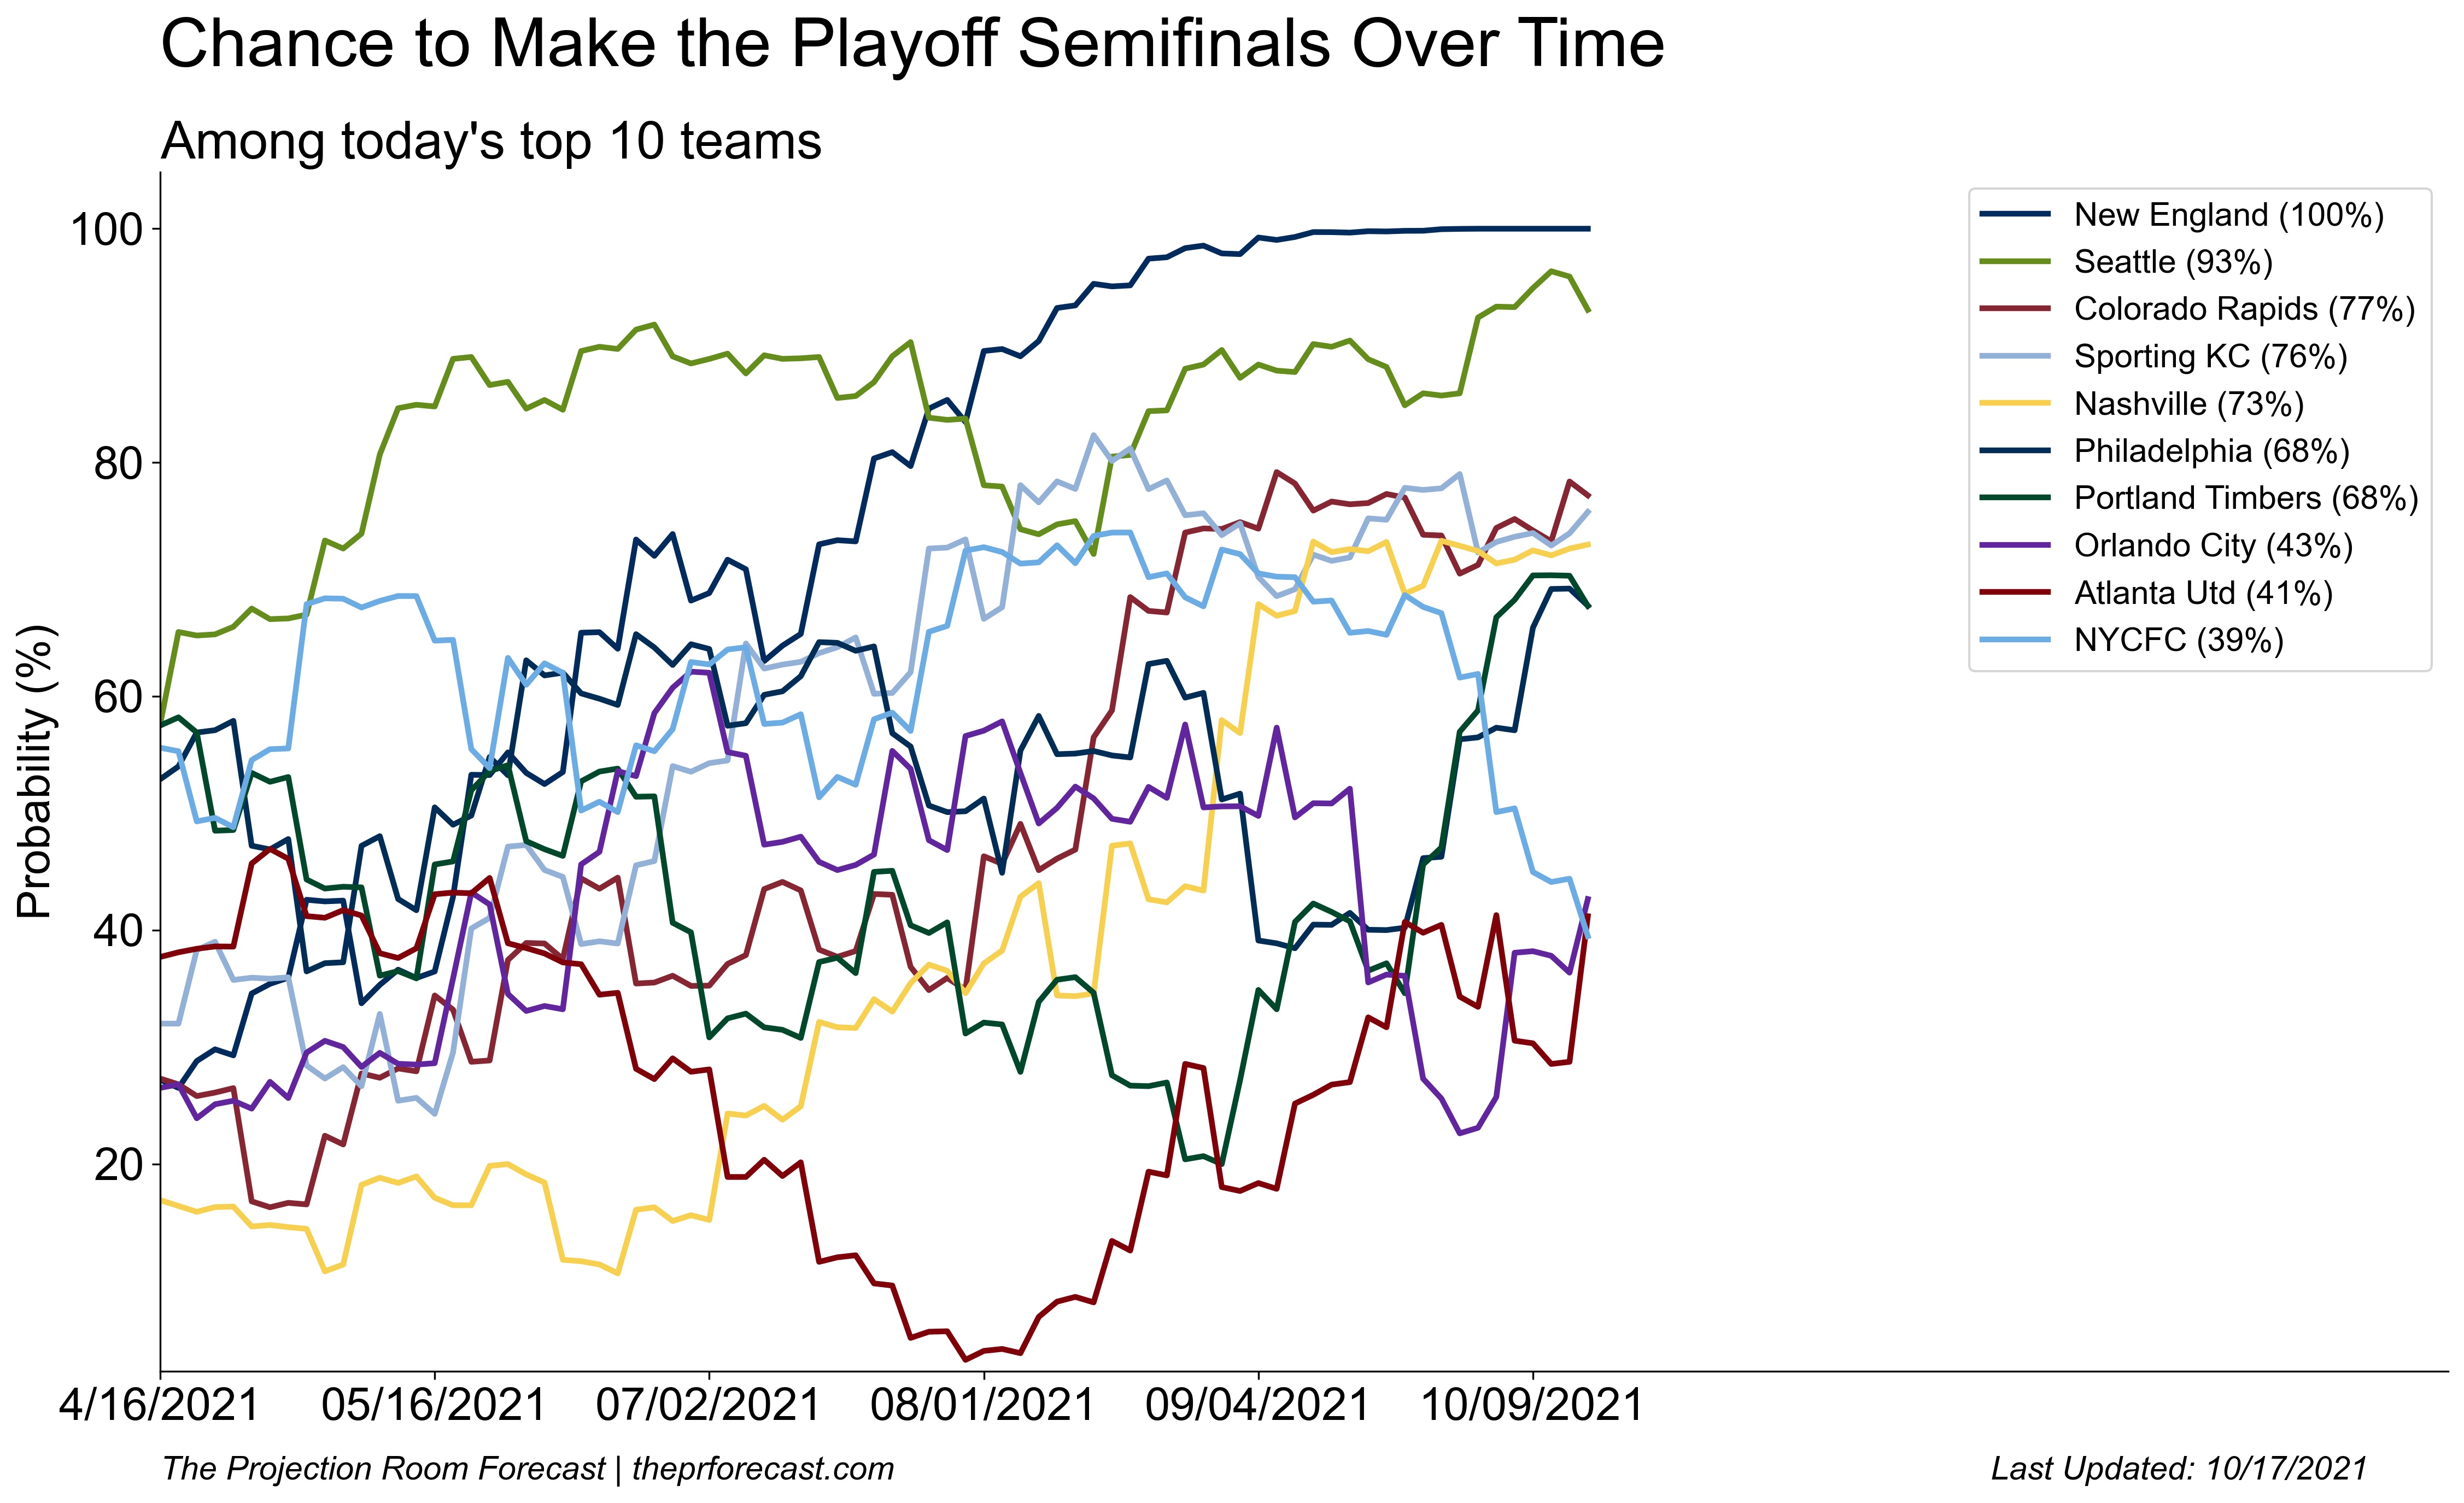 Chance to Make the Playoff Semifinals Over Time
Among today's top 10 teams
Probability (%)
100
80
60
40
20
New England (100%)
Seattle (93%)
Colorado Rapids (77%)
Sporting KC (76%)
Nashville (73%)
Philadelphia (68%)
Portland Timbers (68%)
Orlando City (43%)
Atlanta Utd (41%)
NYCFC (39%)
4/16/2021 05/16/2021 07/02/2021 08/01/2021 09/04/2021 10/09/2021
The Projection Room Forecast | theprforecast.com
Last Updated: 10/17/2021